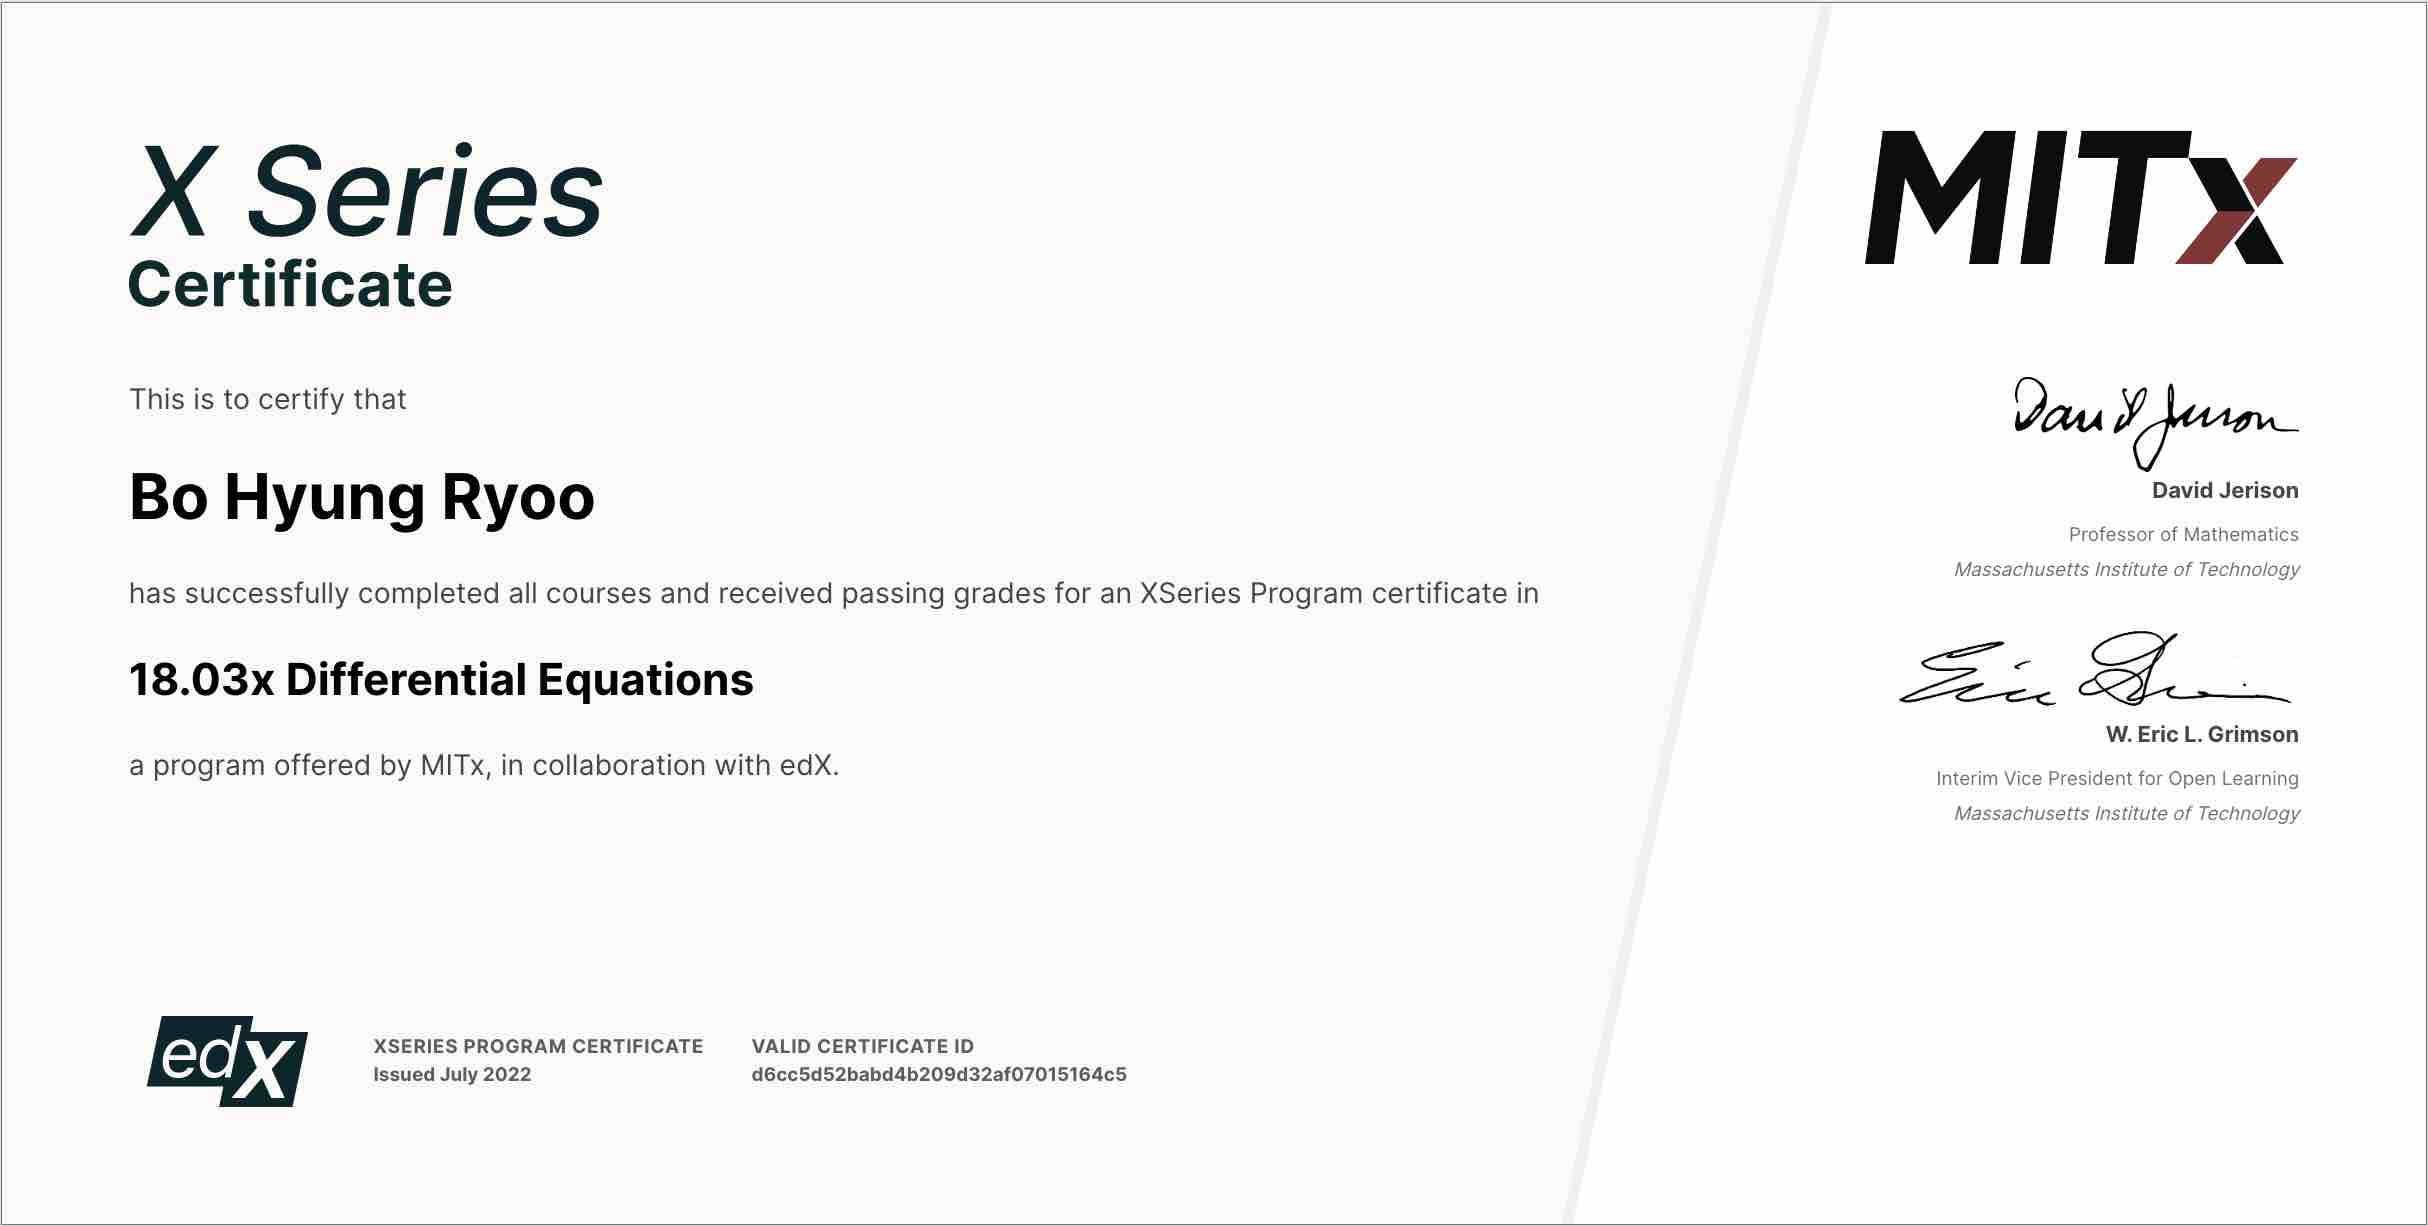 X Series
Certificate
This is to certify that
Bo Hyung Ryoo
has successfully completed all courses and received passing grades for an XSeries Program certificate in
18.03x Differential Equations
a program offered by MITx, in collaboration with edX.
edX
XSERIES PROGRAM CERTIFICATE
Issued July 2022
VALID CERTIFICATE ID
d6cc5d52babd4b209d32af07015164c5
MITx
David Jerison
David Jerison
Professor of Mathematics
Massachusetts Institute of Technology
Eric Grimson
W. Eric L. Grimson
Interim Vice President for Open Learning
Massachusetts Institute of Technology